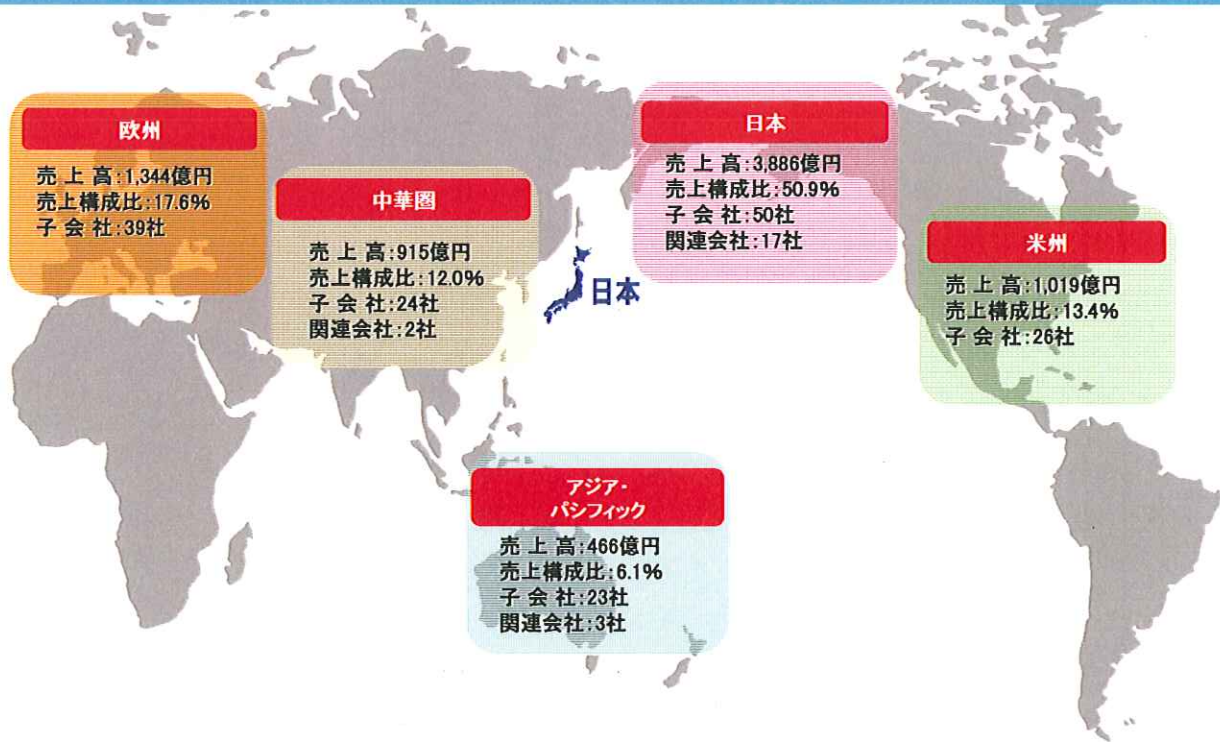 欧州
売 上 高:1,344億円
売上構成比:17.6%
子 会 社:39社
中華圏
売 上 高:915億円
売上構成比:12.0%
子 会 社:24社
関連会社:2社
日本
日本
売 上 高:3,886億円
売上構成比:50.9%
子 会 社:50社
関連会社:17社
米州
売 上 高:1,019億円
売上構成比:13.4%
子 会 社:26社
アジア・
パシフィック
売 上 高:466億円
売上構成比:6.1%
子 会 社:23社
関連会社:3社